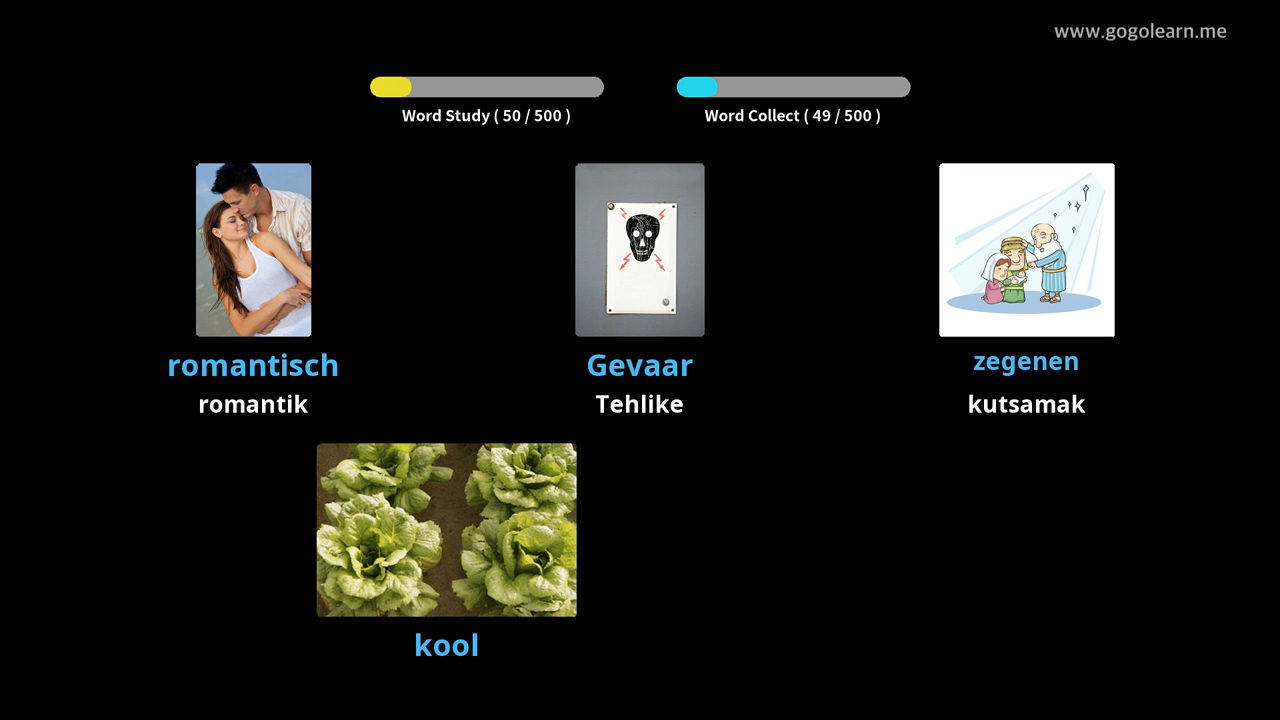 www.gogolearn.me
Word Study ( 50 / 500 )
Word Collect ( 49 / 500 )
romantisch
romantik
Gevaar
Tehlike
zegenen
kutsamak
kool